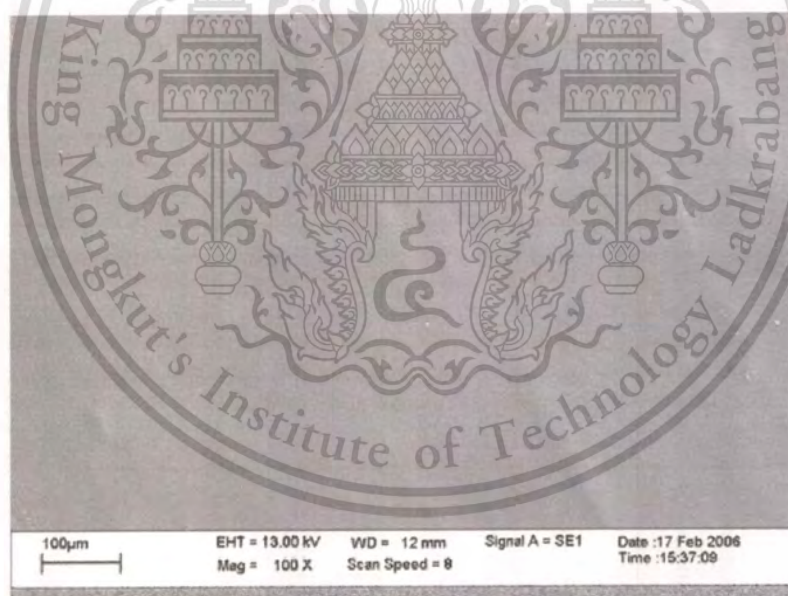 King Mongkut's Institute of Technology Ladkrabang
100µm EHT = 13.00 kV WD = 12 mm Signal A = SE1 Date :17 Feb 2006
Mag = 100 X Scan Speed = 8 Time :15:37:09